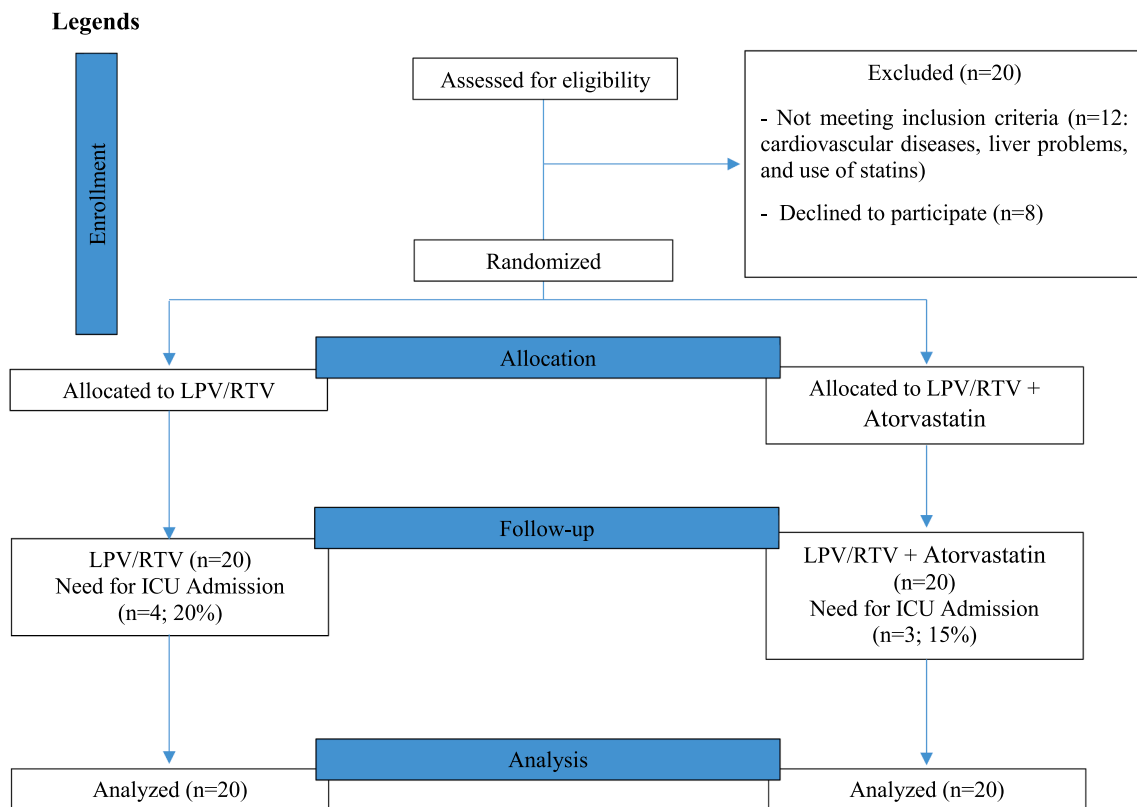 Legends
Enrollment
Assessed for eligibility
Excluded (n=20)
- Not meeting inclusion criteria (n=12:
cardiovascular diseases, liver problems,
and use of statins)
- Declined to participate (n=8)
Randomized
Allocation
Allocated to LPV/RTV
Allocated to LPV/RTV +
Atorvastatin
Follow-up
LPV/RTV (n=20)
Need for ICU Admission
(n=4; 20%)
LPV/RTV + Atorvastatin
(n=20)
Need for ICU Admission
(n=3; 15%)
Analysis
Analyzed (n=20)
Analyzed (n=20)